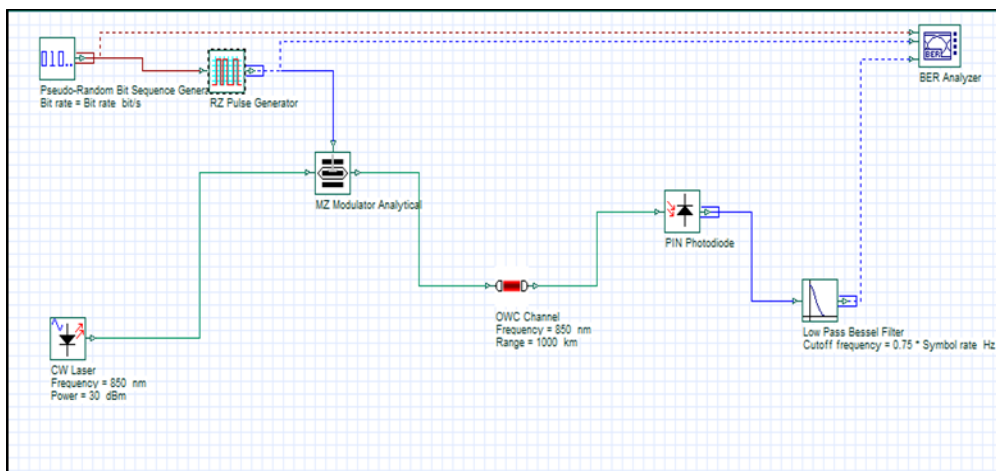 010..
BER
BER Analyzer
Pseudo-Random Bit Sequence Genera
Bit rate = Bit rate bit/s
RZ Pulse Generator
MZ Modulator Analytical
PIN Photodiode
OWC Channel
Frequency = 850 nm
Range = 1000 km
Low Pass Bessel Filter
Cutoff frequency = 0.75 * Symbol rate Hz
CW Laser
Frequency = 850 nm
Power = 30 dBm